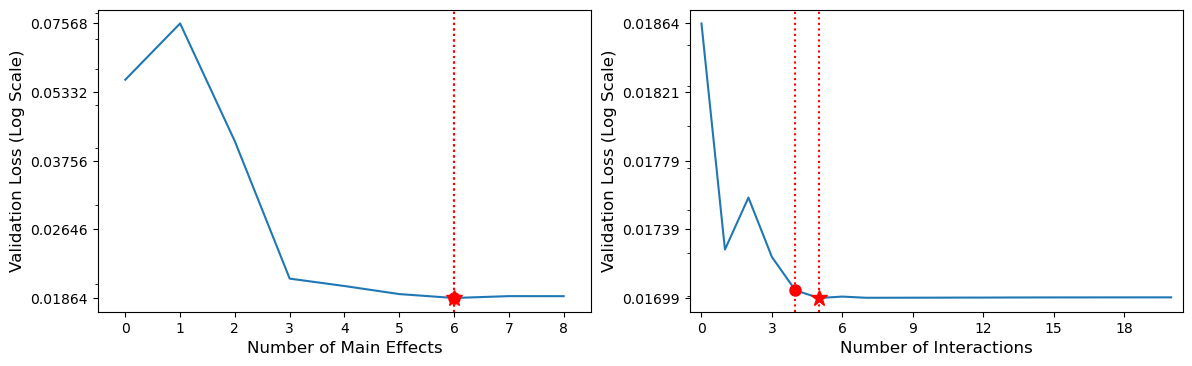 Validation Loss (Log Scale)
0.07568
0.05332
0.03756
0.02646
0.01864
0 1 2 3 4 5 6 7 8
Number of Main Effects
Validation Loss (Log Scale)
0.01864
0.01821
0.01779
0.01739
0.01699
0 3 6 9 12 15 18
Number of Interactions